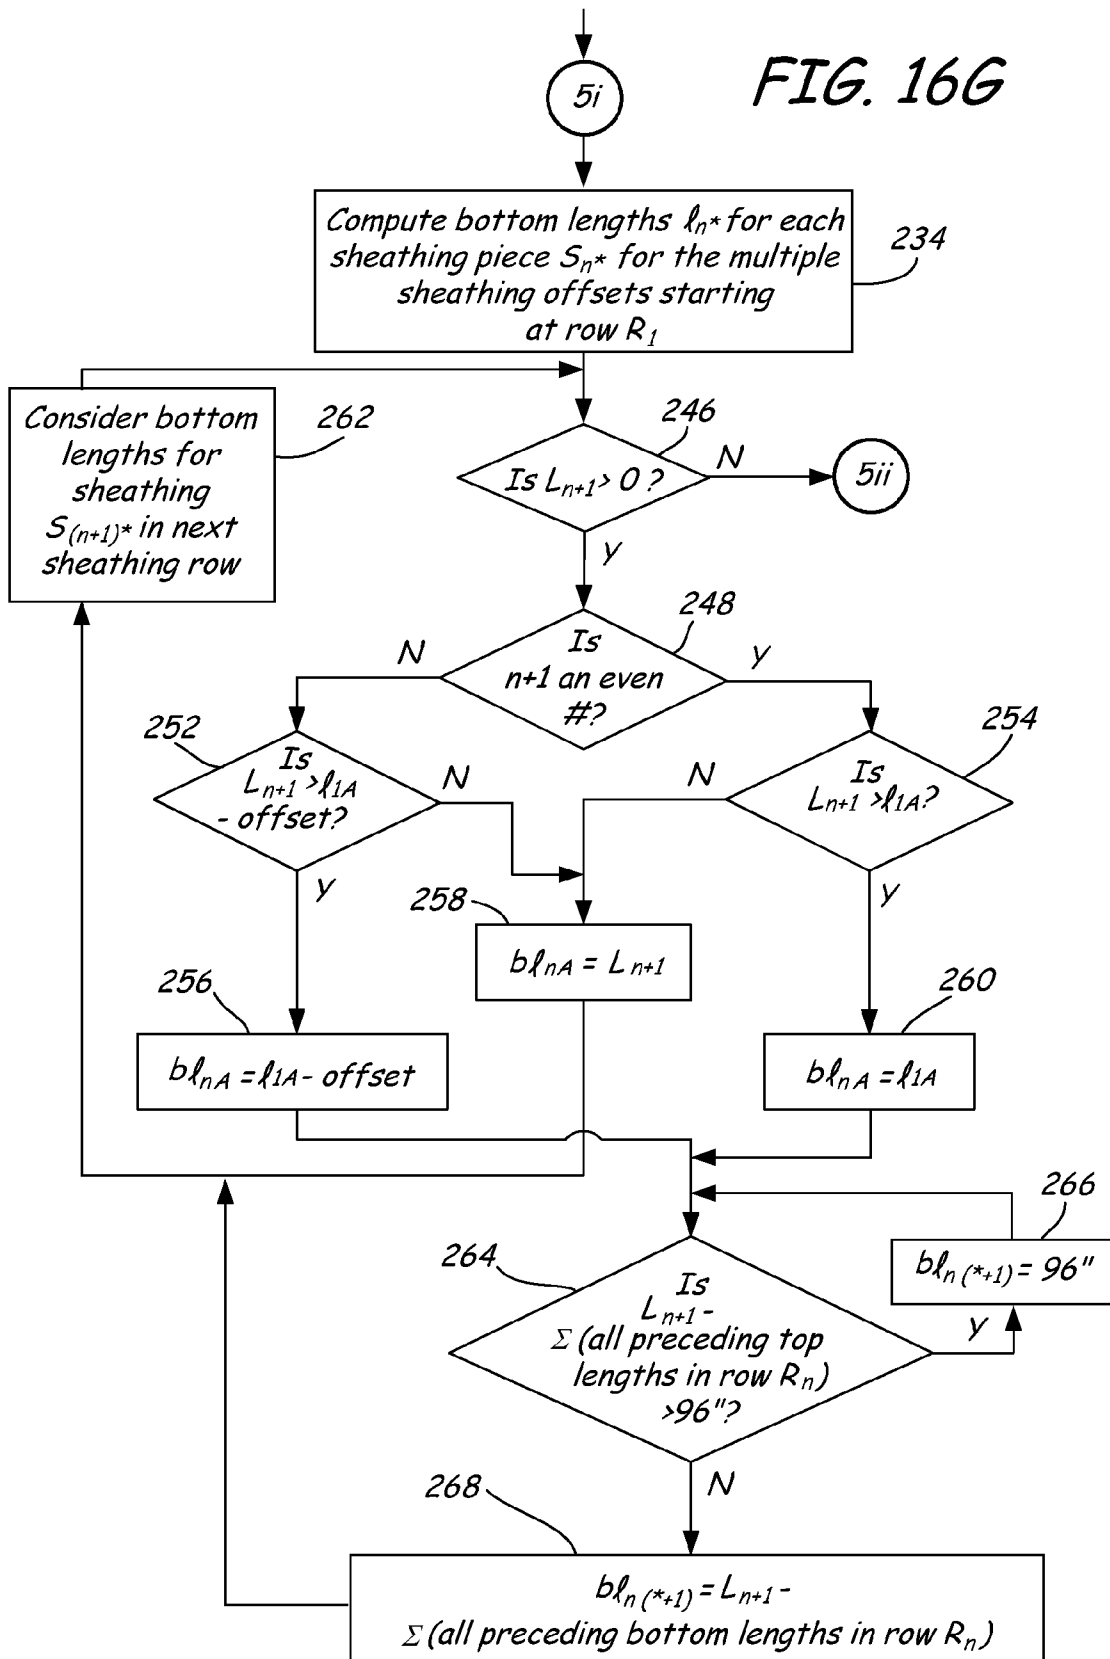 FIG. 16G
5i
Compute bottom lengths ℓn* for each
sheathing piece Sn* for the multiple
sheathing offsets starting
at row R1
234
Consider bottom
lengths for
sheathing
S(n+1)* in next
sheathing row
262
246
Is Ln+1 > 0 ?
N
5ii
Y
248
Is
n+1 an even
#?
N
Y
252
Is
Ln+1 >ℓ1A
- offset?
N
Y
254
Is
Ln+1 >ℓ1A?
N
Y
258
bℓnA = Ln+1
256
bℓnA = ℓ1A - offset
260
bℓnA = ℓ1A
266
bℓn (*+1) = 96"
264
Is
Ln+1 -
Σ (all preceding top
lengths in row Rn)
>96"?
Y
N
268
bℓn (*+1) = Ln+1 -
Σ (all preceding bottom lengths in row Rn)